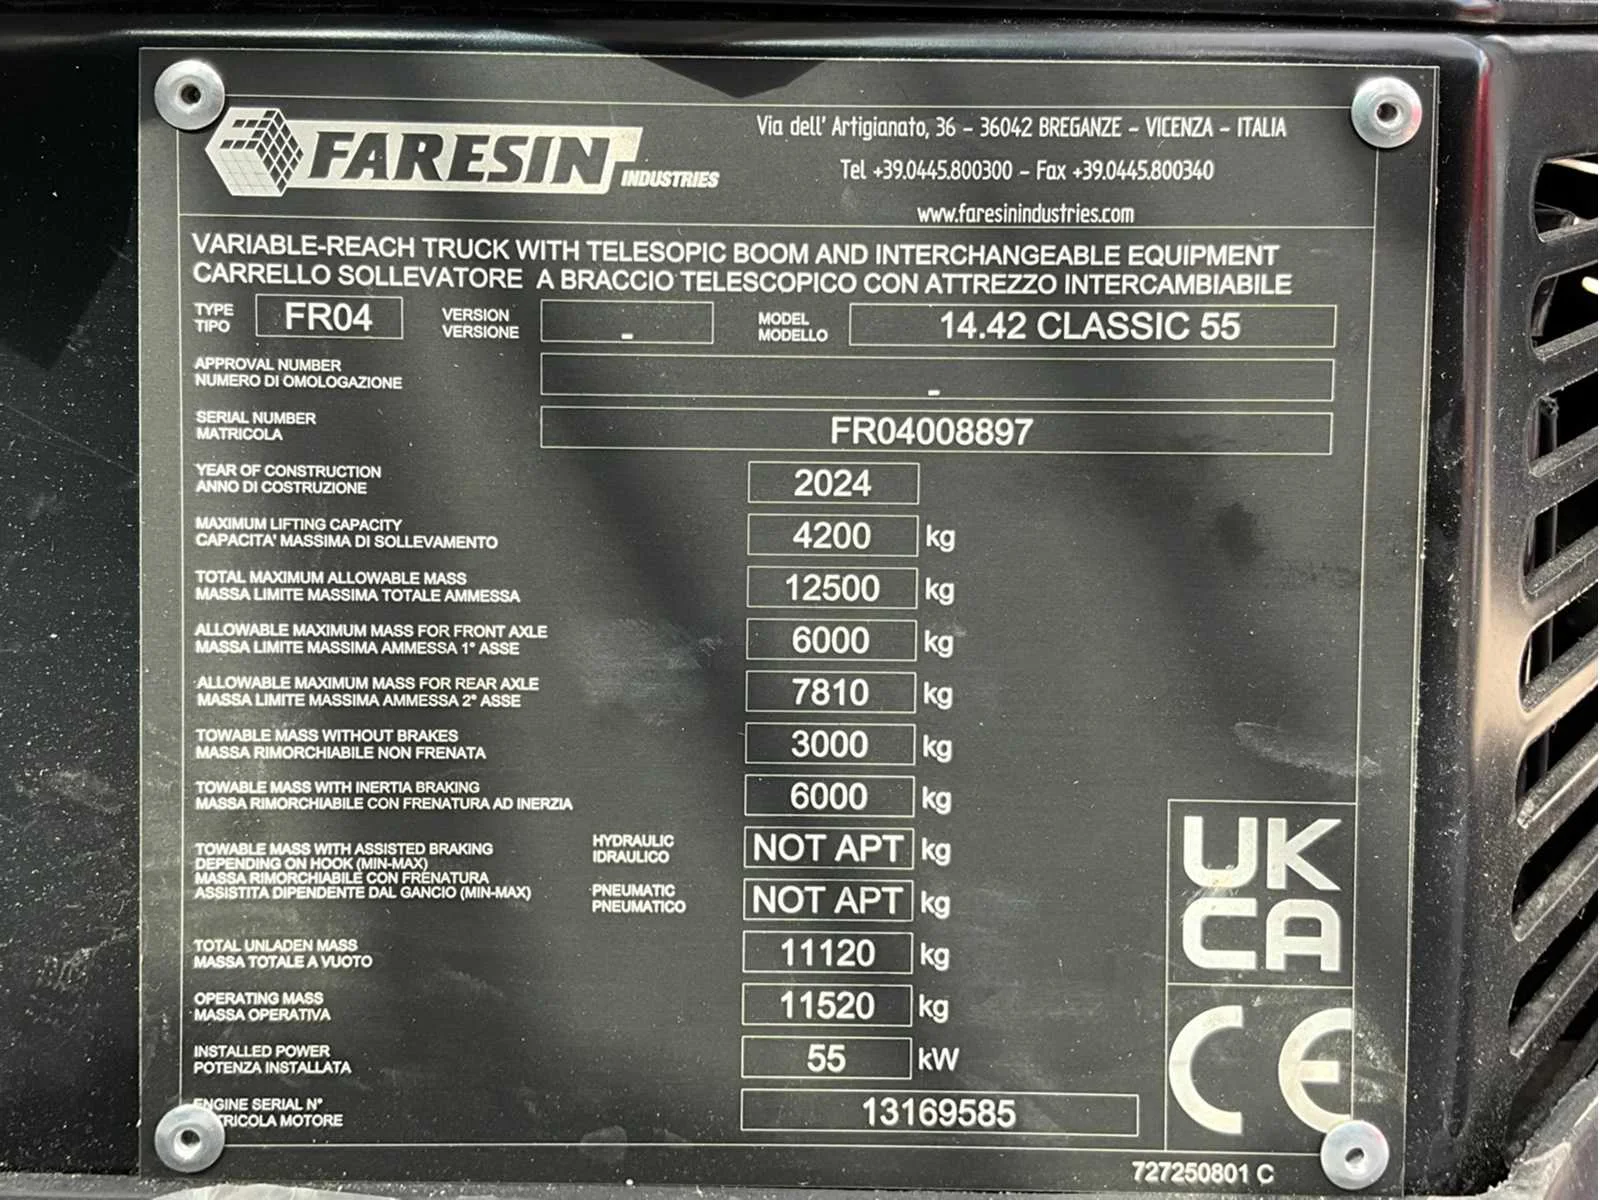 FARESIN INDUSTRIES
Via dell' Artigianato, 36 - 36042 BREGANZE - VICENZA - ITALIA
Tel +39.0445.800300 - Fax +39.0445.800340
www.faresinindustries.com
VARIABLE-REACH TRUCK WITH TELESOPIC BOOM AND INTERCHANGEABLE EQUIPMENT
CARRELLO SOLLEVATORE A BRACCIO TELESCOPICO CON ATTREZZO INTERCAMBIABILE
TYPE
TIPO
FR04
VERSION
VERSIONE
-
MODEL
MODELLO
14.42 CLASSIC 55
APPROVAL NUMBER
NUMERO DI OMOLOGAZIONE
-
SERIAL NUMBER
MATRICOLA
FR04008897
YEAR OF CONSTRUCTION
ANNO DI COSTRUZIONE
2024
MAXIMUM LIFTING CAPACITY
CAPACITA' MASSIMA DI SOLLEVAMENTO
4200 kg
TOTAL MAXIMUM ALLOWABLE MASS
MASSA LIMITE MASSIMA TOTALE AMMESSA
12500 kg
ALLOWABLE MAXIMUM MASS FOR FRONT AXLE
MASSA LIMITE MASSIMA AMMESSA 1° ASSE
6000 kg
ALLOWABLE MAXIMUM MASS FOR REAR AXLE
MASSA LIMITE MASSIMA AMMESSA 2° ASSE
7810 kg
TOWABLE MASS WITHOUT BRAKES
MASSA RIMORCHIABILE NON FRENATA
3000 kg
TOWABLE MASS WITH INERTIA BRAKING
MASSA RIMORCHIABILE CON FRENATURA AD INERZIA
6000 kg
TOWABLE MASS WITH ASSISTED BRAKING
DEPENDING ON HOOK (MIN-MAX)
MASSA RIMORCHIABILE CON FRENATURA
ASSISTITA DIPENDENTE DAL GANCIO (MIN-MAX)
HYDRAULIC
IDRAULICO
NOT APT kg
PNEUMATIC
PNEUMATICO
NOT APT kg
TOTAL UNLADEN MASS
MASSA TOTALE A VUOTO
11120 kg
OPERATING MASS
MASSA OPERATIVA
11520 kg
INSTALLED POWER
POTENZA INSTALLATA
55 kW
ENGINE SERIAL N°
TRICOLA MOTORE
13169585
UK
CA
CE
727250801 C